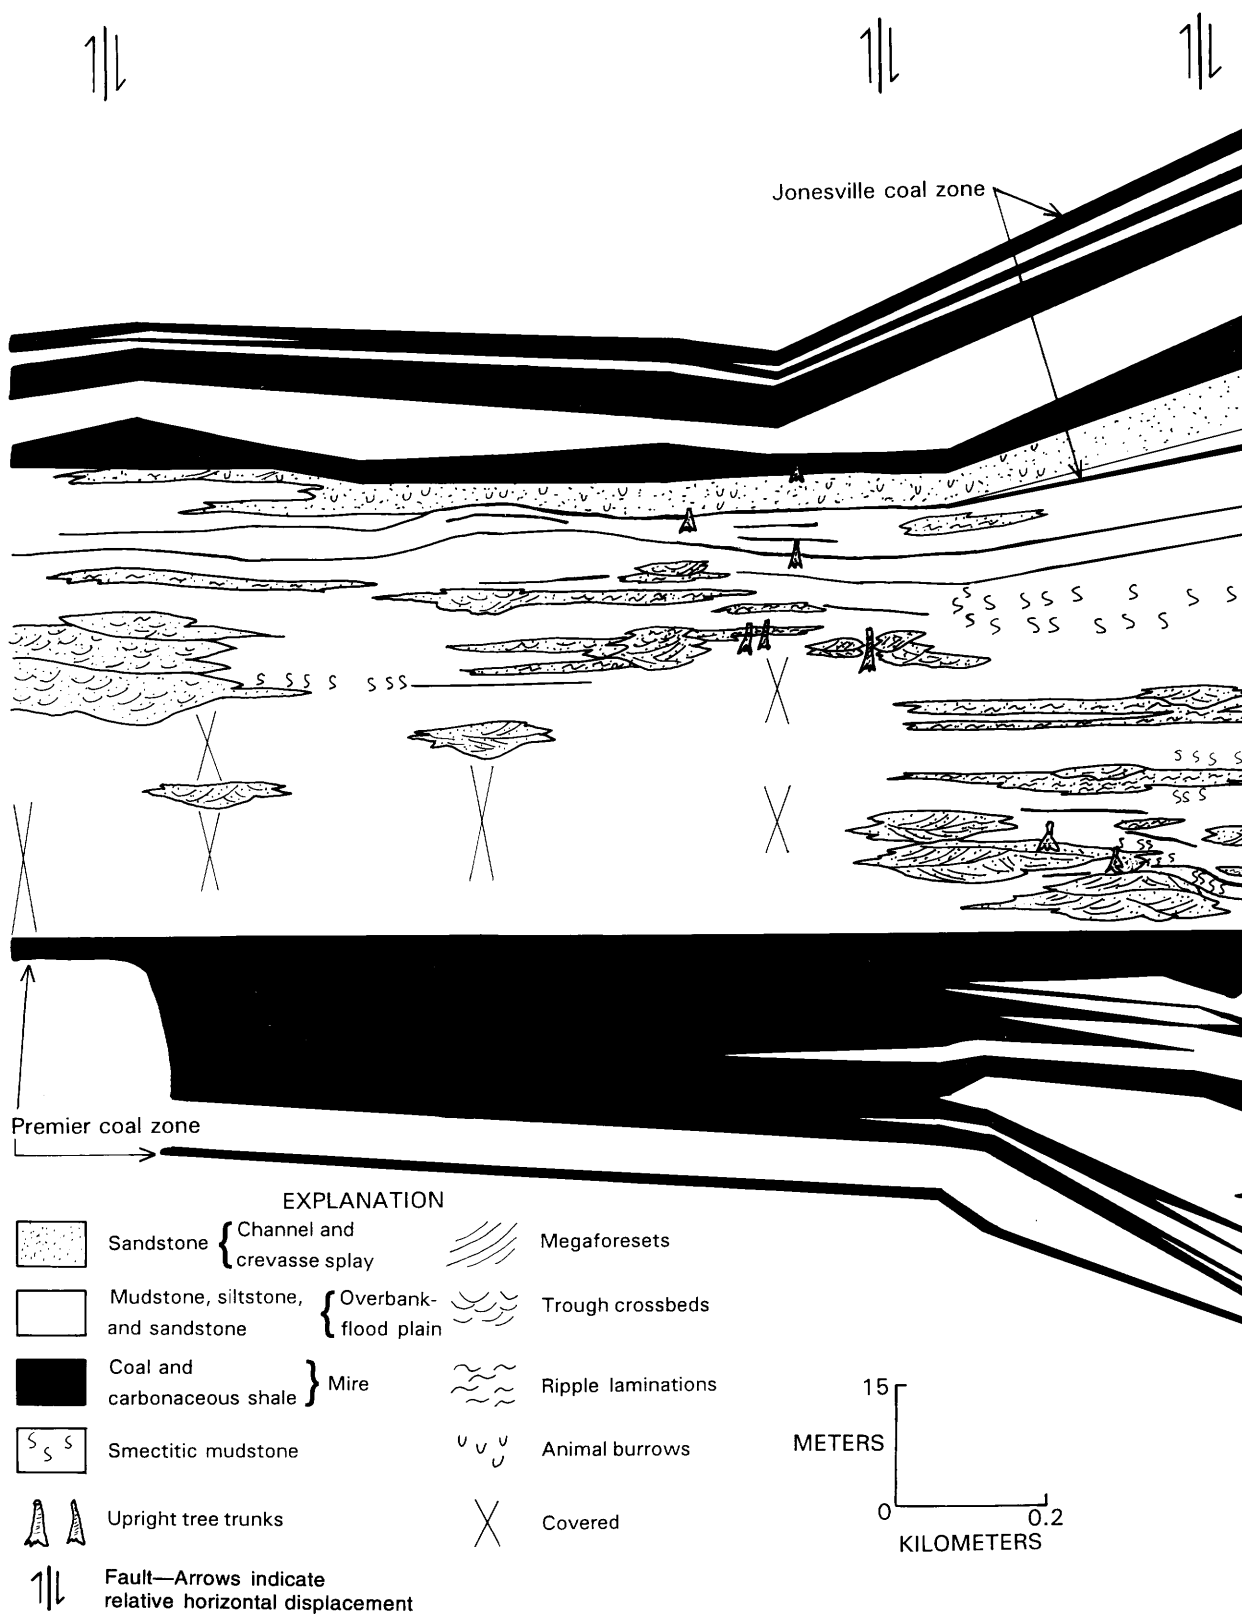 Jonesville coal zone
Premier coal zone
EXPLANATION
Sandstone { Channel and
crevasse splay
Mudstone, siltstone,
and sandstone
{ Overbank-
flood plain
Coal and
carbonaceous shale } Mire
S S S
Smectitic mudstone
Upright tree trunks
Fault—Arrows indicate
relative horizontal displacement
Megaforesets
Trough crossbeds
Ripple laminations
Animal burrows
Covered
15
METERS
0
0.2
KILOMETERS